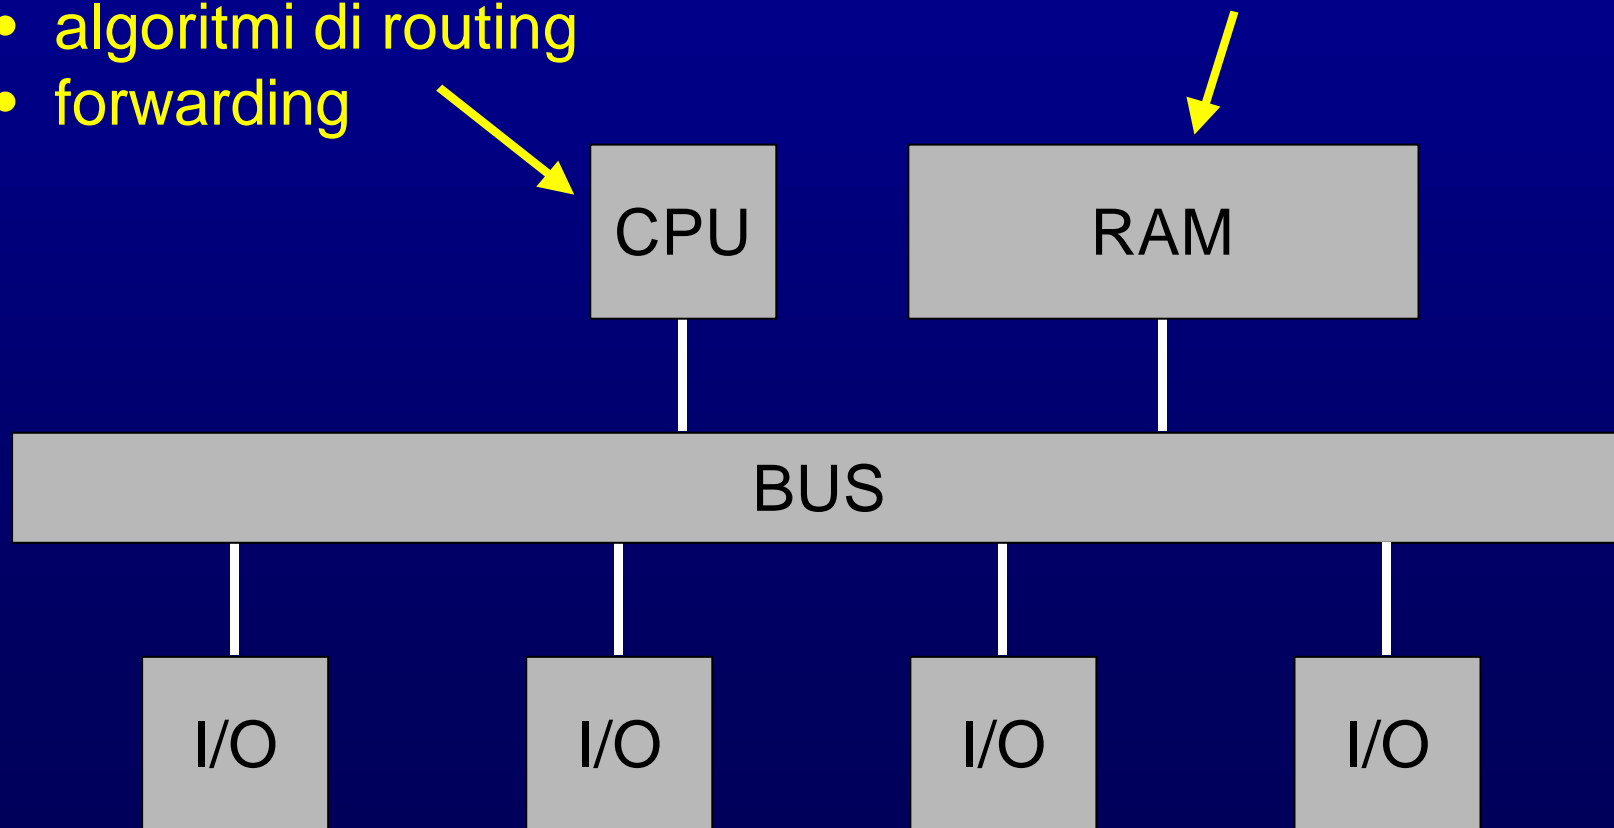 • algoritmi di routing
• forwarding
CPU RAM
BUS
I/O I/O I/O I/O